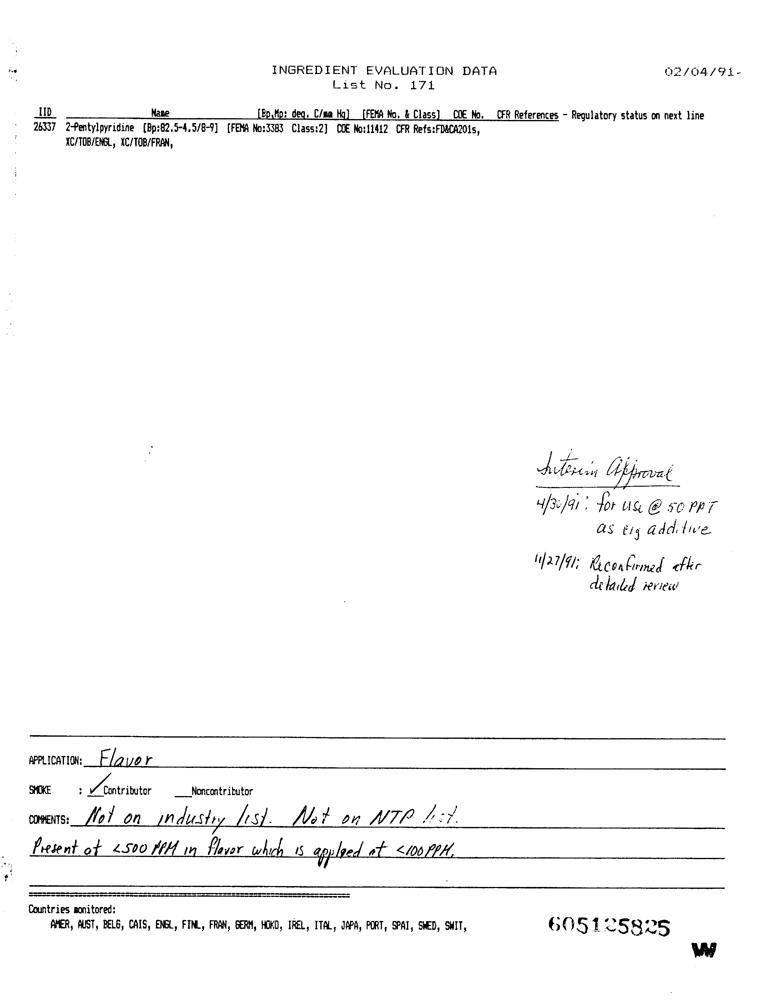 INGREDIENT EVALUATION DATA 02/04/91-
List No. 171
IID Name [Bp,Mp: deg. C/mm Hg] [FEMA No. & Class] COE No. CFR References - Regulatory status on next line
26337 2-Pentylpyridine [Bp:82.5-4.5/8-9] [FEMA No:3383 Class:2] COE No:11412 CFR Refs:FD&CA201s,
XC/TOB/ENGL, XC/TOB/FRAN,
Interim Approval
4/30/91: for use @ 50 PPT
as cig additive
11/27/91: Reconfirmed after
detailed review
APPLICATION: Flavor
SMOKE : ✓ Contributor ___Noncontributor
COMMENTS: Not on industry list. Not on NTP list.
Present at <500 PPM in flavor which is applied at <100 PPM.
Countries monitored:
AMER, AUST, BELG, CAIS, ENGL, FINL, FRAN, GERM, HOKO, IREL, ITAL, JAPA, PORT, SPAI, SWED, SWIT,
605125825
W